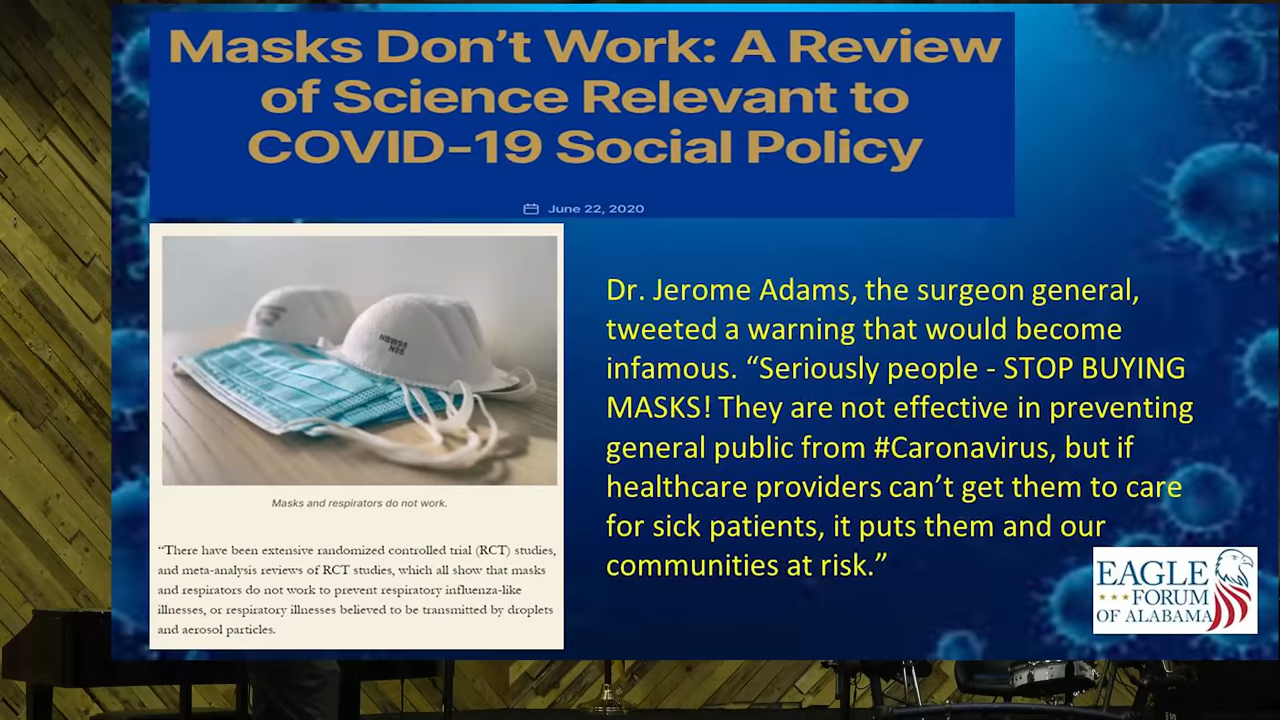 Masks Don't Work: A Review
of Science Relevant to
COVID-19 Social Policy
June 22, 2020
NBW95
N95
Masks and respirators do not work.
"There have been extensive randomized controlled trial (RCT) studies,
and meta-analysis reviews of RCT studies, which all show that masks
and respirators do not work to prevent respiratory influenza-like
illnesses, or respiratory illnesses believed to be transmitted by droplets
and aerosol particles.
Dr. Jerome Adams, the surgeon general,
tweeted a warning that would become
infamous. “Seriously people - STOP BUYING
MASKS! They are not effective in preventing
general public from #Caronavirus, but if
healthcare providers can’t get them to care
for sick patients, it puts them and our
communities at risk.”
EAGLE
FORUM
OF ALABAMA